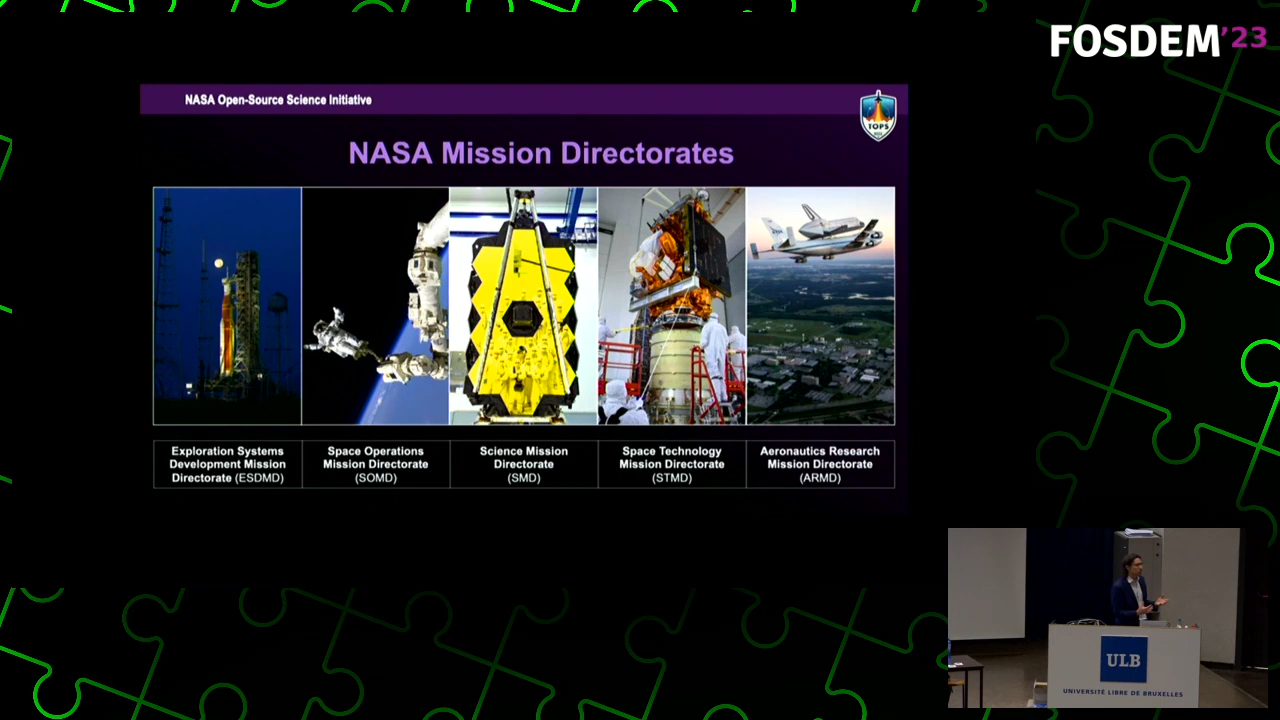 FOSDEM'23
NASA Open-Source Science Initiative
TOPS
NASA Mission Directorates
Exploration Systems
Development Mission
Directorate (ESDMD)
Space Operations
Mission Directorate
(SOMD)
Science Mission
Directorate
(SMD)
Space Technology
Mission Directorate
(STMD)
Aeronautics Research
Mission Directorate
(ARMD)
ULB
UNIVERSITÉ LIBRE DE BRUXELLES